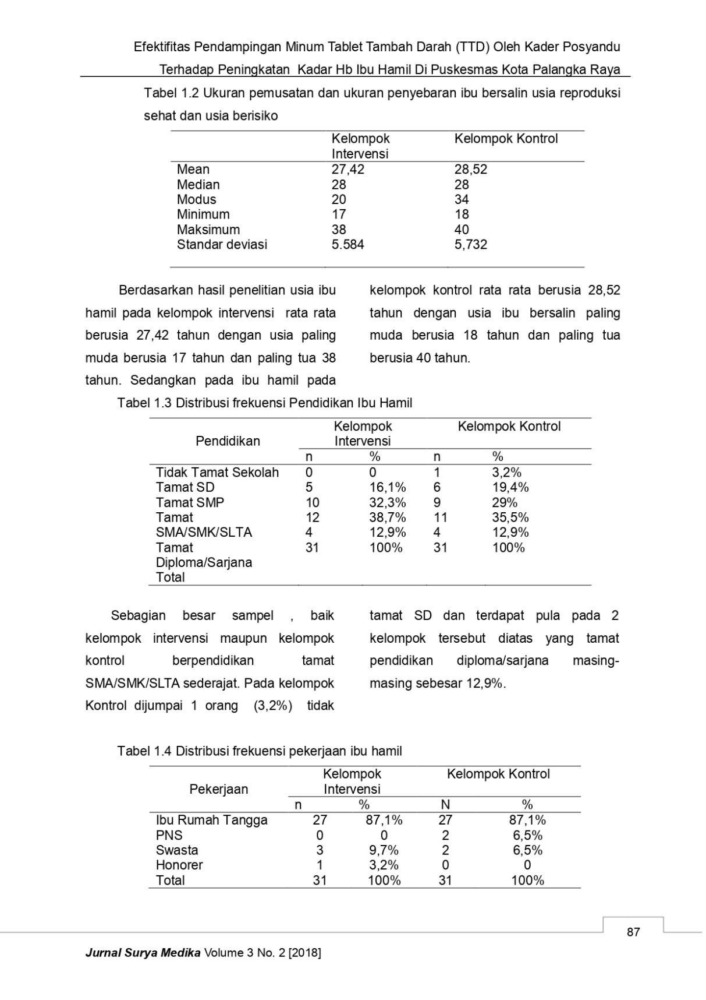 Efektifitas Pendampingan Minum Tablet Tambah Darah (TTD) Oleh Kader Posyandu
Terhadap Peningkatan Kadar Hb Ibu Hamil Di Puskesmas Kota Palangka Raya
Tabel 1.2 Ukuran pemusatan dan ukuran penyebaran ibu bersalin usia reproduksi
sehat dan usia berisiko
Kelompok Kelompok Kontrol
Intervensi
Mean 27,42 28,52
Median 28 28
Modus 20 34
Minimum 17 18
Maksimum 38 40
Standar deviasi 5.584 5,732
Berdasarkan hasil penelitian usia ibu
hamil pada kelompok intervensi rata rata
berusia 27,42 tahun dengan usia paling
muda berusia 17 tahun dan paling tua 38
tahun. Sedangkan pada ibu hamil pada
kelompok kontrol rata rata berusia 28,52
tahun dengan usia ibu bersalin paling
muda berusia 18 tahun dan paling tua
berusia 40 tahun.
Tabel 1.3 Distribusi frekuensi Pendidikan Ibu Hamil
Kelompok Kelompok Kontrol
Pendidikan Intervensi
n % n %
Tidak Tamat Sekolah 0 0 1 3,2%
Tamat SD 5 16,1% 6 19,4%
Tamat SMP 10 32,3% 9 29%
Tamat 12 38,7% 11 35,5%
SMA/SMK/SLTA 4 12,9% 4 12,9%
Tamat 31 100% 31 100%
Diploma/Sarjana
Total
Sebagian besar sampel , baik
kelompok intervensi maupun kelompok
kontrol berpendidikan tamat
SMA/SMK/SLTA sederajat. Pada kelompok
Kontrol dijumpai 1 orang (3,2%) tidak
tamat SD dan terdapat pula pada 2
kelompok tersebut diatas yang tamat
pendidikan diploma/sarjana masing-
masing sebesar 12,9%.
Tabel 1.4 Distribusi frekuensi pekerjaan ibu hamil
Kelompok Kelompok Kontrol
Pekerjaan Intervensi
n % N %
Ibu Rumah Tangga 27 87,1% 27 87,1%
PNS 0 0 2 6,5%
Swasta 3 9,7% 2 6,5%
Honorer 1 3,2% 0 0
Total 31 100% 31 100%
87
Jurnal Surya Medika Volume 3 No. 2 [2018]